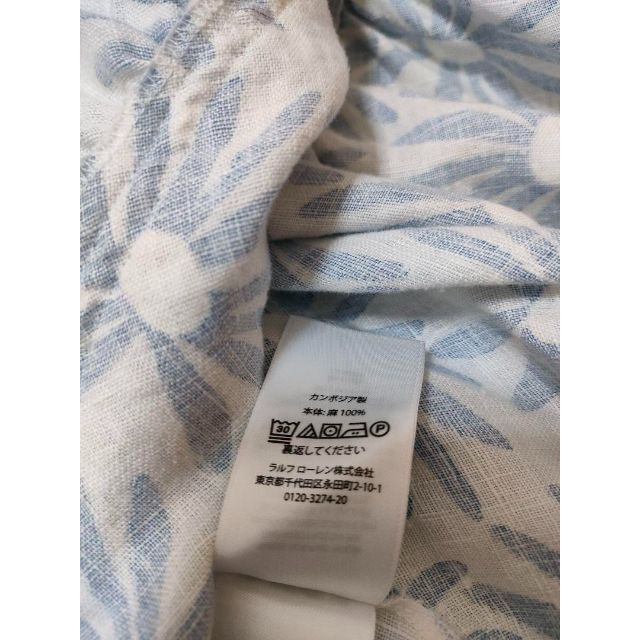 カンボジア製
本体: 麻 100%
30 P
裏返してください
ラルフ ローレン株式会社
東京都千代田区永田町2-10-1
0120-3274-20